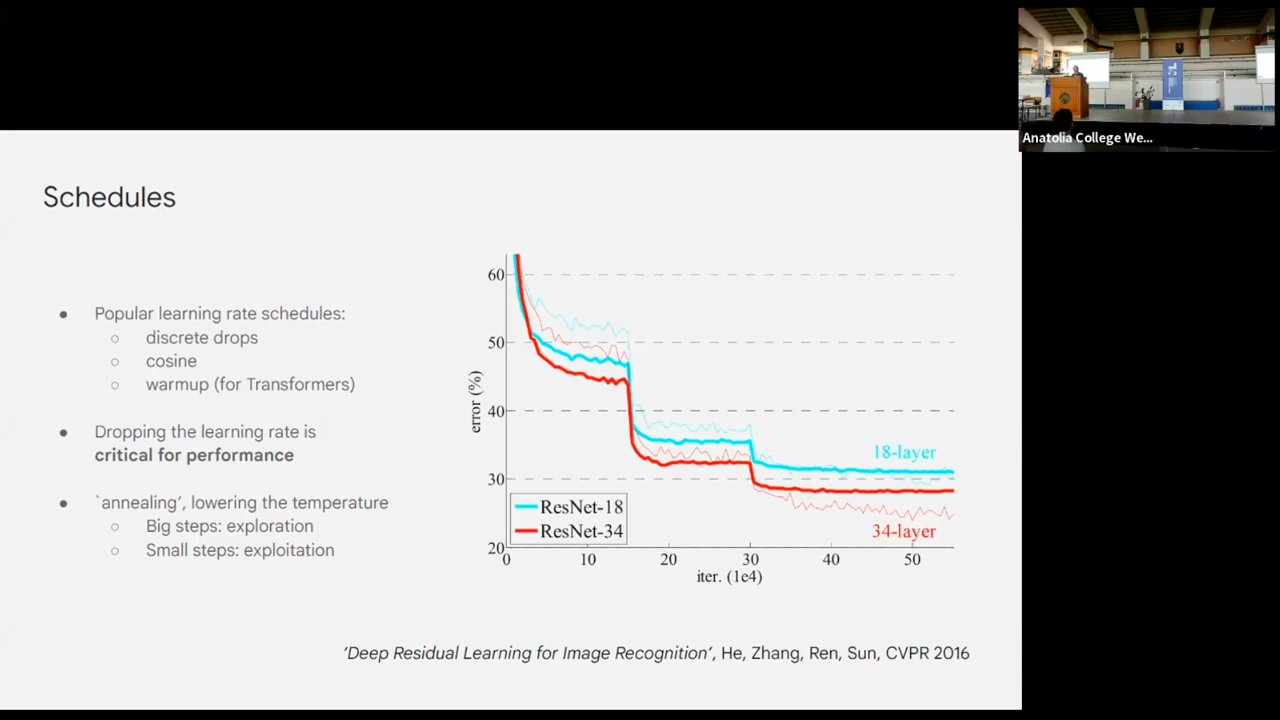 Anatolia College We...
Schedules
● Popular learning rate schedules:
○ discrete drops
○ cosine
○ warmup (for Transformers)
● Dropping the learning rate is
critical for performance
● `annealing’, lowering the temperature
○ Big steps: exploration
○ Small steps: exploitation
60
50
40
30
20
error (%)
18-layer
34-layer
ResNet-18
ResNet-34
0 10 20 30 40 50
iter. (1e4)
‘Deep Residual Learning for Image Recognition’, He, Zhang, Ren, Sun, CVPR 2016